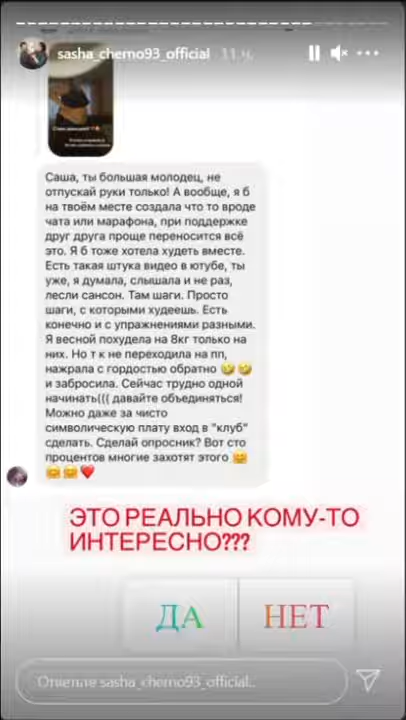 sasha_cherno93_official 11 ч.
Саша, ты большая молодец, не
отпускай руки только! А вообще, я б
на твоём месте создала что то вроде
чата или марафона, при поддержке
друг друга проще переносится всё
это. Я б тоже хотела худеть вместе.
Есть такая штука видео в ютубе, ты
уже, я думала, слышала и не раз,
лесли сансон. Там шаги. Просто
шаги, с которыми худеешь. Есть
конечно и с упражнениями разными.
Я весной похудела на 8кг только на
них. Но т к не переходила на пп,
нажрала с гордостью обратно 🤣🤣
и забросила. Сейчас трудно одной
начинать((( давайте объединяться!
Можно даже за чисто
символическую плату вход в "клуб"
сделать. Сделай опросник? Вот сто
процентов многие захотят этого 🤗
🤗🤗❤️
ЭТО РЕАЛЬНО КОМУ-ТО
ИНТЕРЕСНО???
ДА НЕТ
Ответьте sasha_cherno93_official...